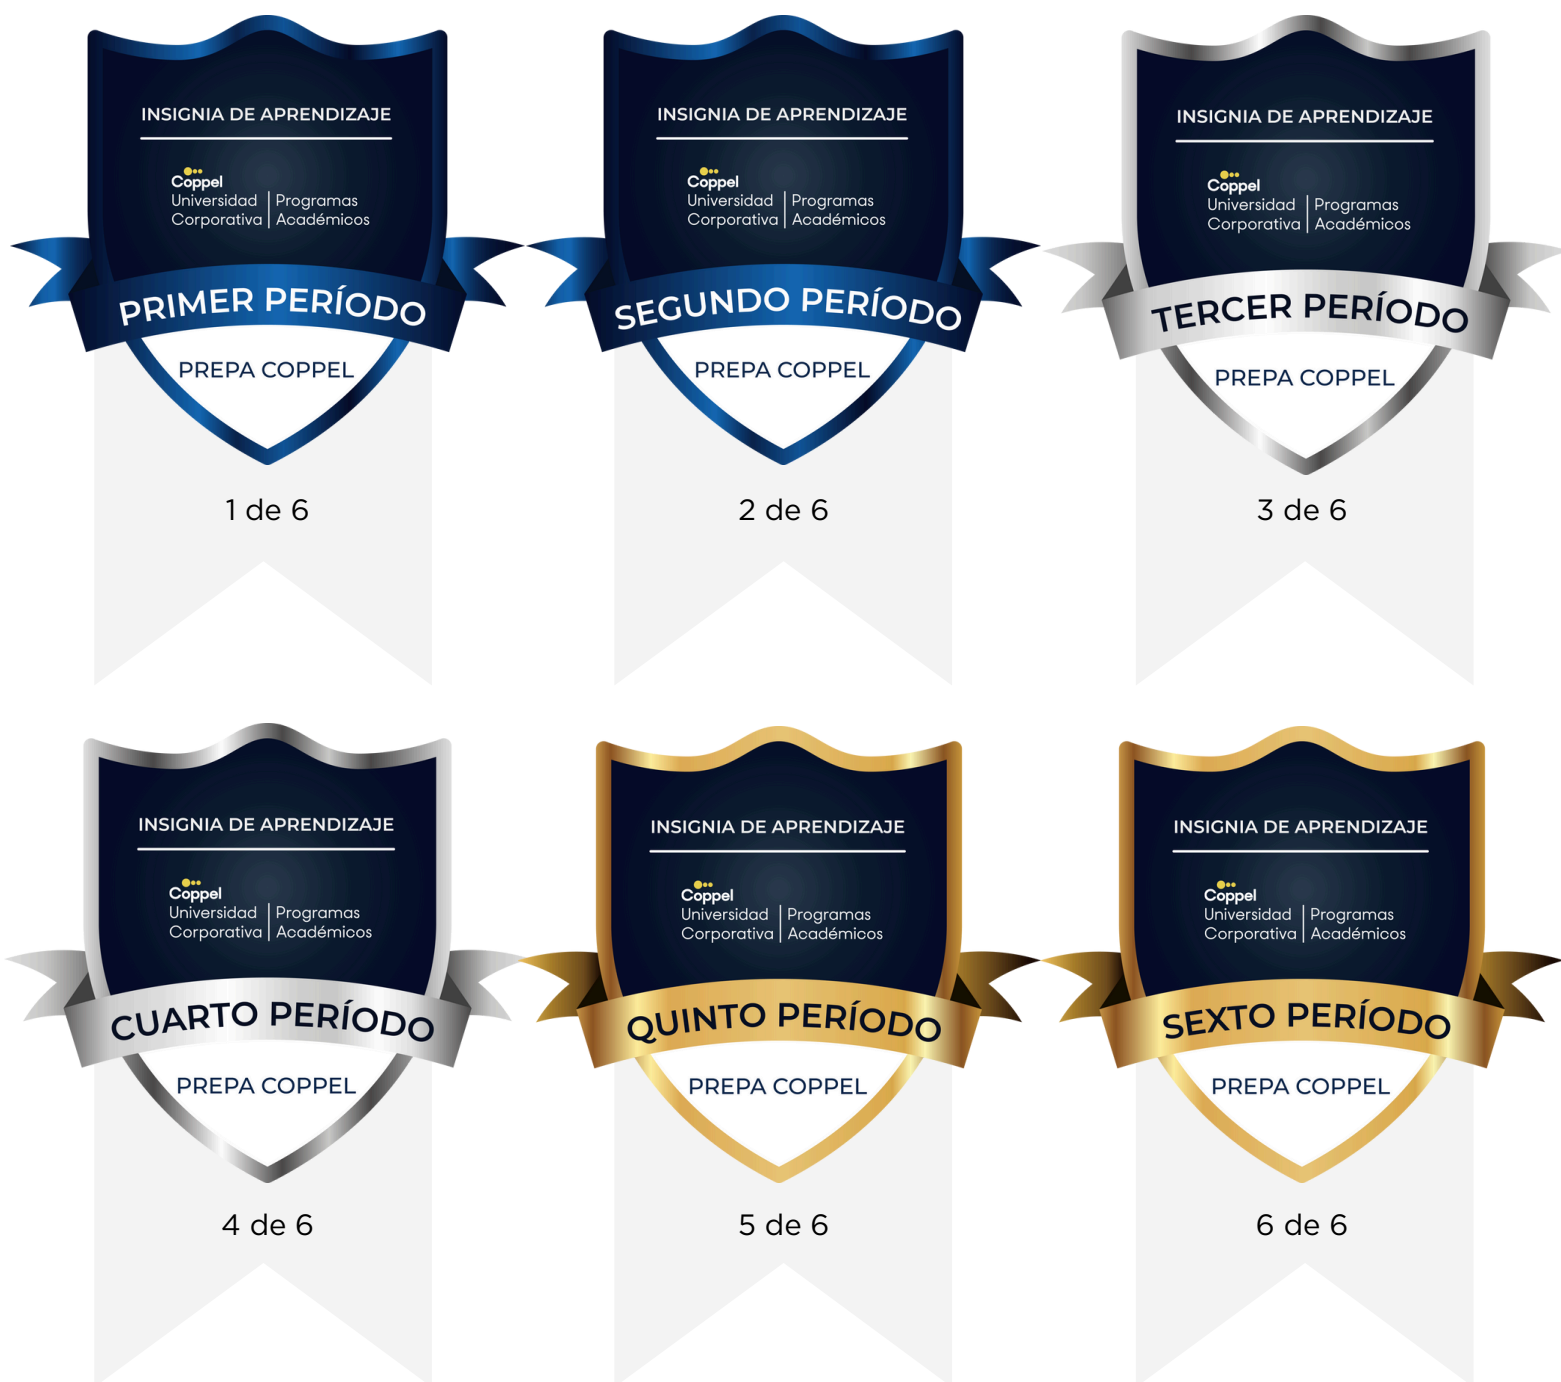 INSIGNIA DE APRENDIZAJE
Coppel
Universidad | Programas
Corporativa | Académicos
PRIMER PERÍODO
PREPA COPPEL
1 de 6
INSIGNIA DE APRENDIZAJE
Coppel
Universidad | Programas
Corporativa | Académicos
SEGUNDO PERÍODO
PREPA COPPEL
2 de 6
INSIGNIA DE APRENDIZAJE
Coppel
Universidad | Programas
Corporativa | Académicos
TERCER PERÍODO
PREPA COPPEL
3 de 6
INSIGNIA DE APRENDIZAJE
Coppel
Universidad | Programas
Corporativa | Académicos
CUARTO PERÍODO
PREPA COPPEL
4 de 6
INSIGNIA DE APRENDIZAJE
Coppel
Universidad | Programas
Corporativa | Académicos
QUINTO PERÍODO
PREPA COPPEL
5 de 6
INSIGNIA DE APRENDIZAJE
Coppel
Universidad | Programas
Corporativa | Académicos
SEXTO PERÍODO
PREPA COPPEL
6 de 6